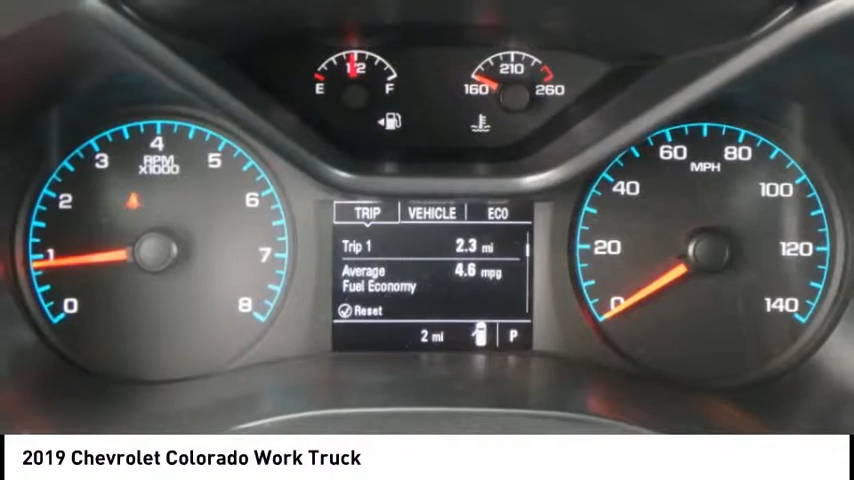 1/2 210
E F 160 260
4
3 RPM 5
X1000
2 6
1 7
0 8
TRIP VEHICLE ECO
Trip 1 2.3 mi
Average 4.6 mpg
Fuel Economy
Reset
2 mi P
60 80
MPH
40 100
20 120
0 140
2019 Chevrolet Colorado Work Truck